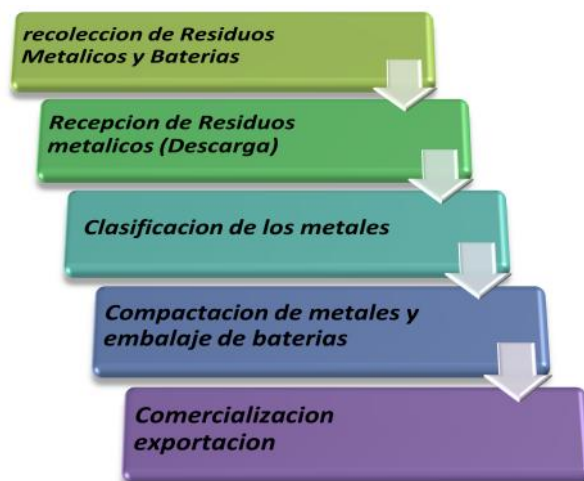 recoleccion de Residuos
Metalicos y Baterias
Recepcion de Residuos
metalicos (Descarga)
Clasificacion de los metales
Compactacion de metales y
embalaje de baterias
Comercializacion
exportacion